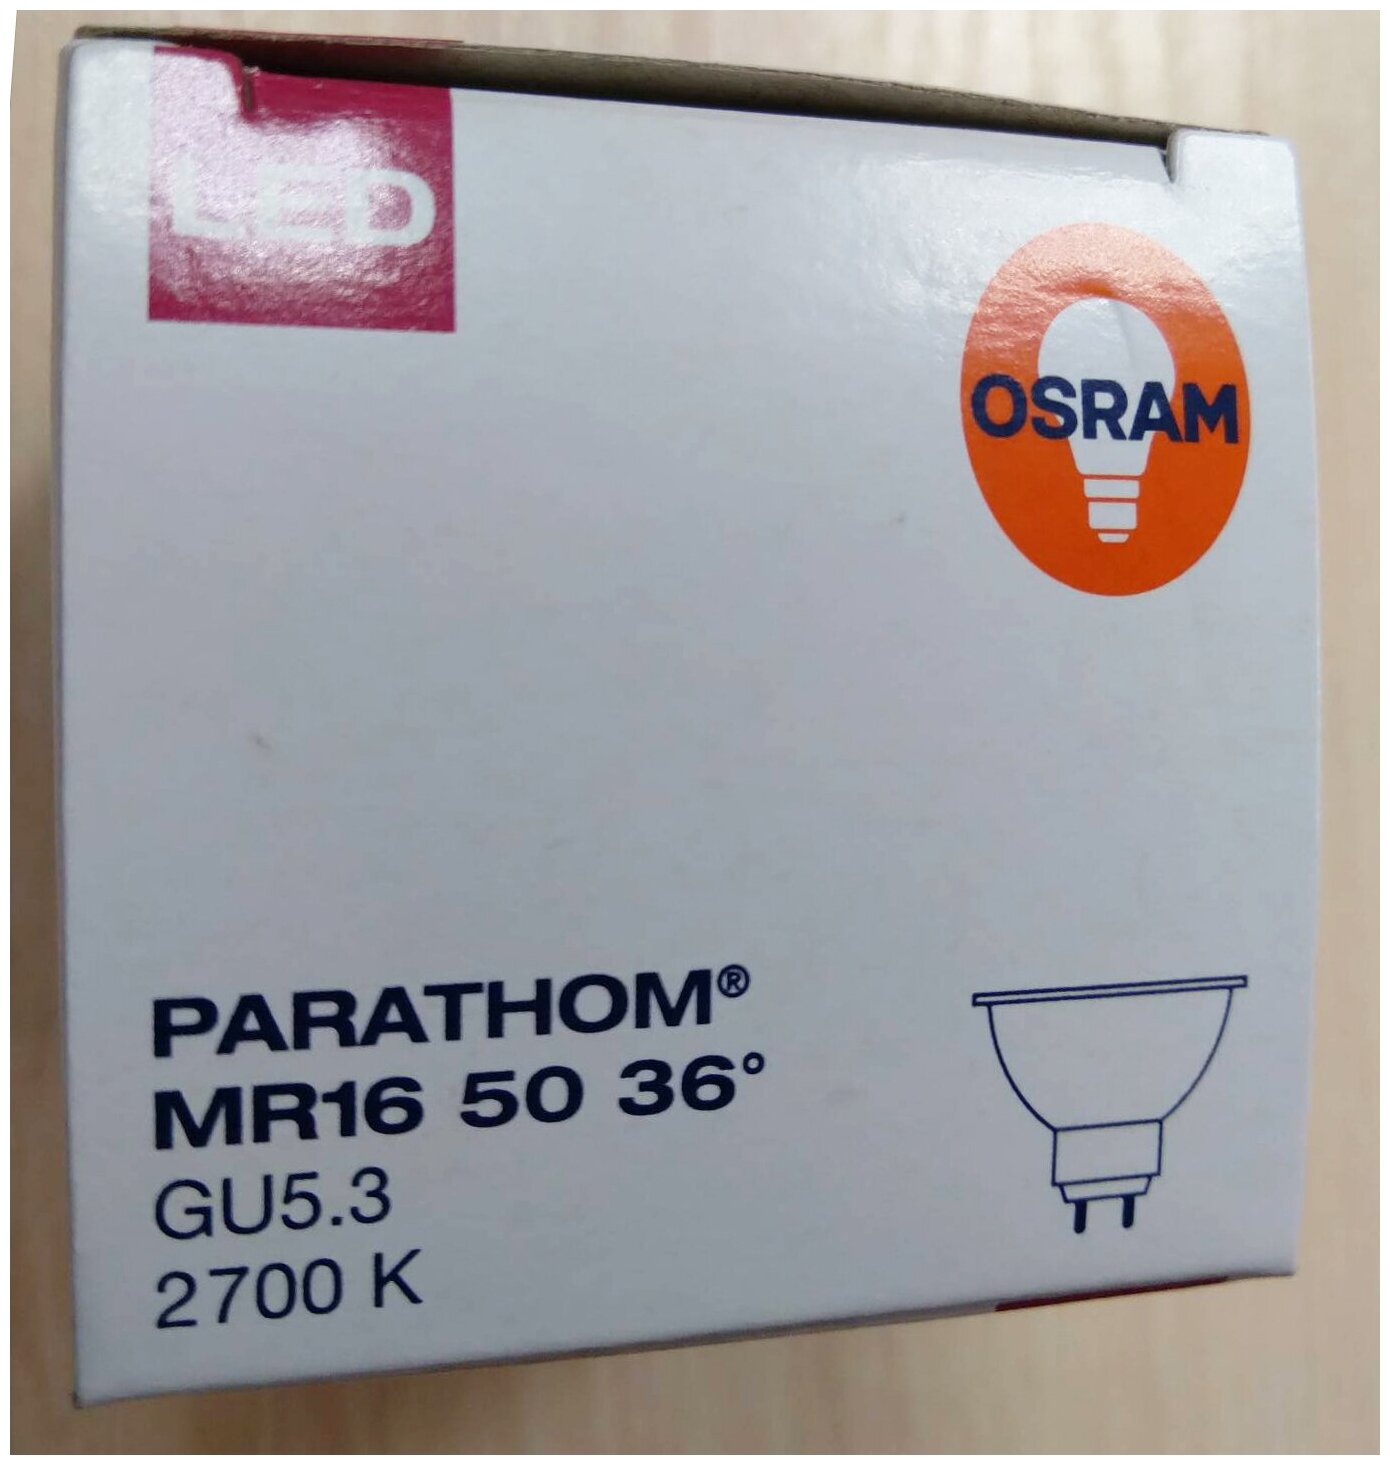 LED
OSRAM
PARATHOM®
MR16 50 36°
GU5.3
2700 K